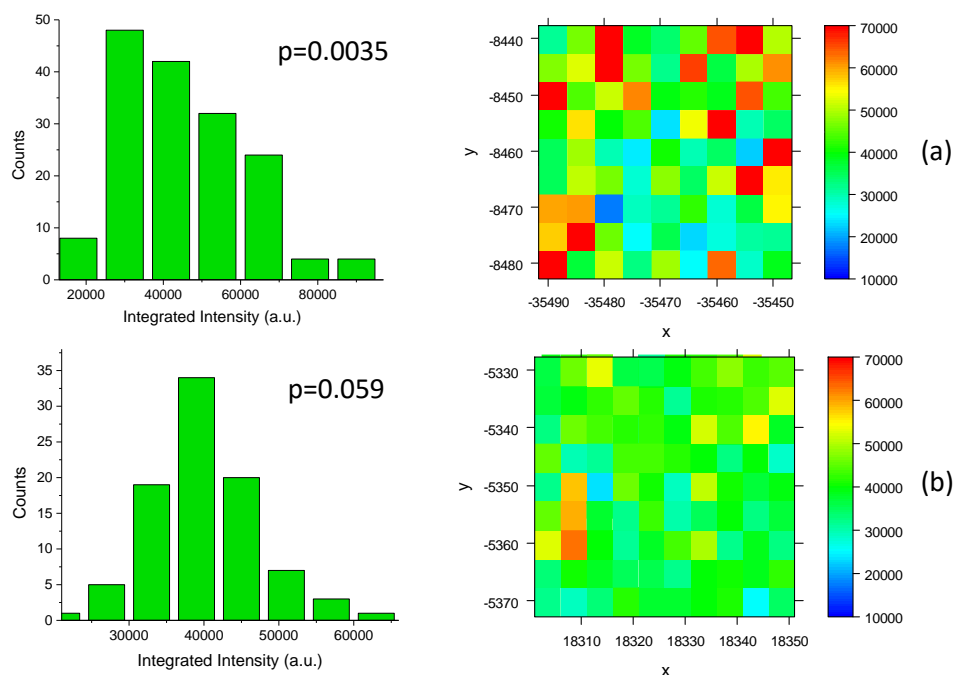 50
40
30
20
10
0
Counts
p=0.0035
20000 40000 60000 80000
Integrated Intensity (a.u.)
-8440
-8450
-8460
-8470
-8480
y
-35490 -35480 -35470 -35460 -35450
x
70000
60000
50000
40000
30000
20000
10000
(a)
35
30
25
20
15
10
5
0
Counts
p=0.059
30000 40000 50000 60000
Integrated Intensity (a.u.)
-5330
-5340
-5350
-5360
-5370
y
18310 18320 18330 18340 18350
x
70000
60000
50000
40000
30000
20000
10000
(b)